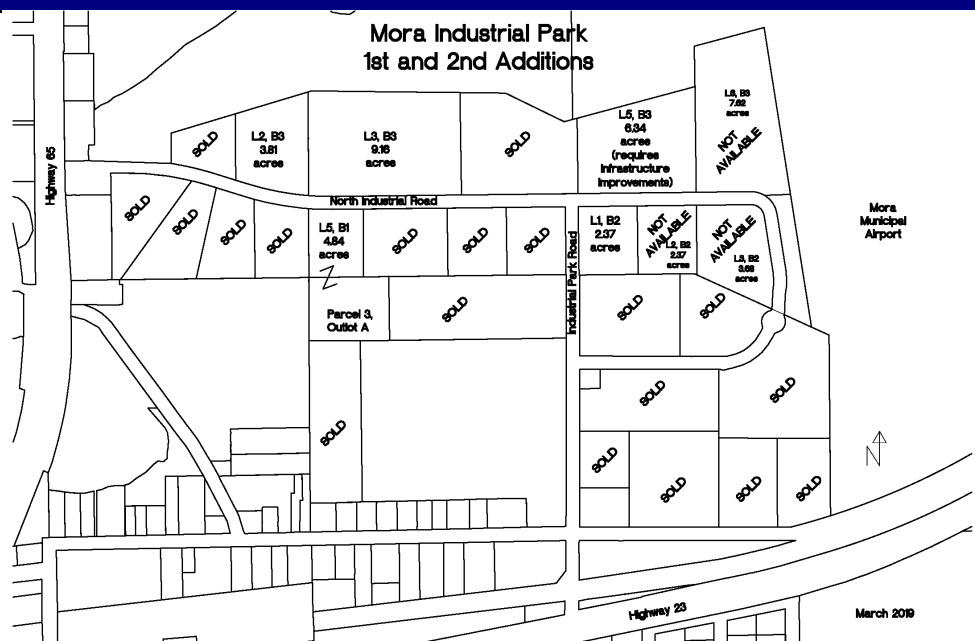 Mora Industrial Park
1st and 2nd Additions
L6, B3
7.62
acres
NOT
AVAILABLE
SOLD
L2, B3
3.81
acres
L3, B3
9.16
acres
SOLD
L5, B3
6.34
acres
(requires
Infrastructure
Improvements)
Highway 65
North Industrial Road
Mora
Municipal
Airport
SOLD
SOLD
SOLD
SOLD
L5, B1
4.84
acres
SOLD
SOLD
SOLD
L1, B2
2.37
acres
NOT
AVAILABLE
L2, B2
2.37
acres
NOT
AVAILABLE
L3, B2
3.68
acres
Industrial Park Road
Parcel 3,
Outlot A
SOLD
SOLD
SOLD
SOLD
SOLD
SOLD
SOLD
SOLD
SOLD
SOLD
N
Z
Highway 23
March 2019